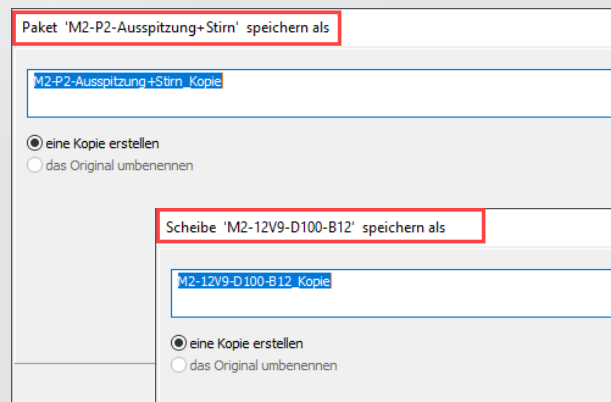 Paket 'M2-P2-Ausspitzung+Stirn' speichern als
M2-P2-Ausspitzung+Stirn_Kopie
eine Kopie erstellen
das Original umbenennen
Scheibe 'M2-12V9-D100-B12' speichern als
M2-12V9-D100-B12_Kopie
eine Kopie erstellen
das Original umbenennen